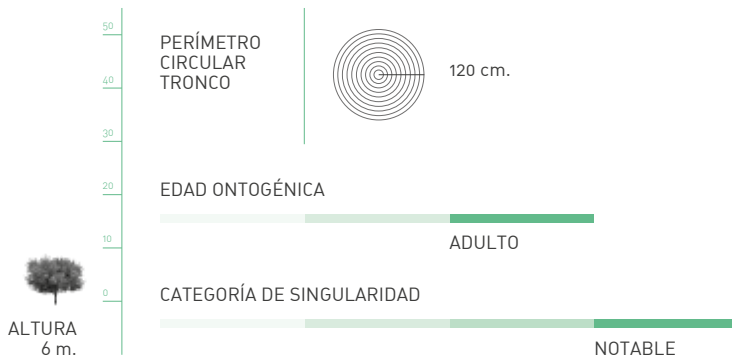 50
40
30
20
10
0
PERÍMETRO
CIRCULAR
TRONCO
120 cm.
EDAD ONTOGÉNICA
ADULTO
CATEGORÍA DE SINGULARIDAD
NOTABLE
ALTURA
6 m.